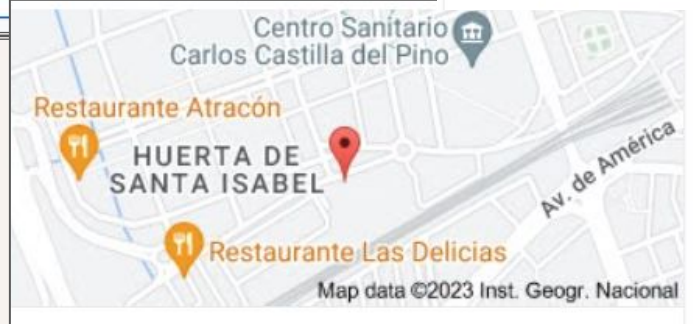 Centro Sanitario
Carlos Castilla del Pino
Restaurante Atracón
HUERTA DE
SANTA ISABEL
Av. de América
Restaurante Las Delicias
Map data ©2023 Inst. Geogr. Nacional